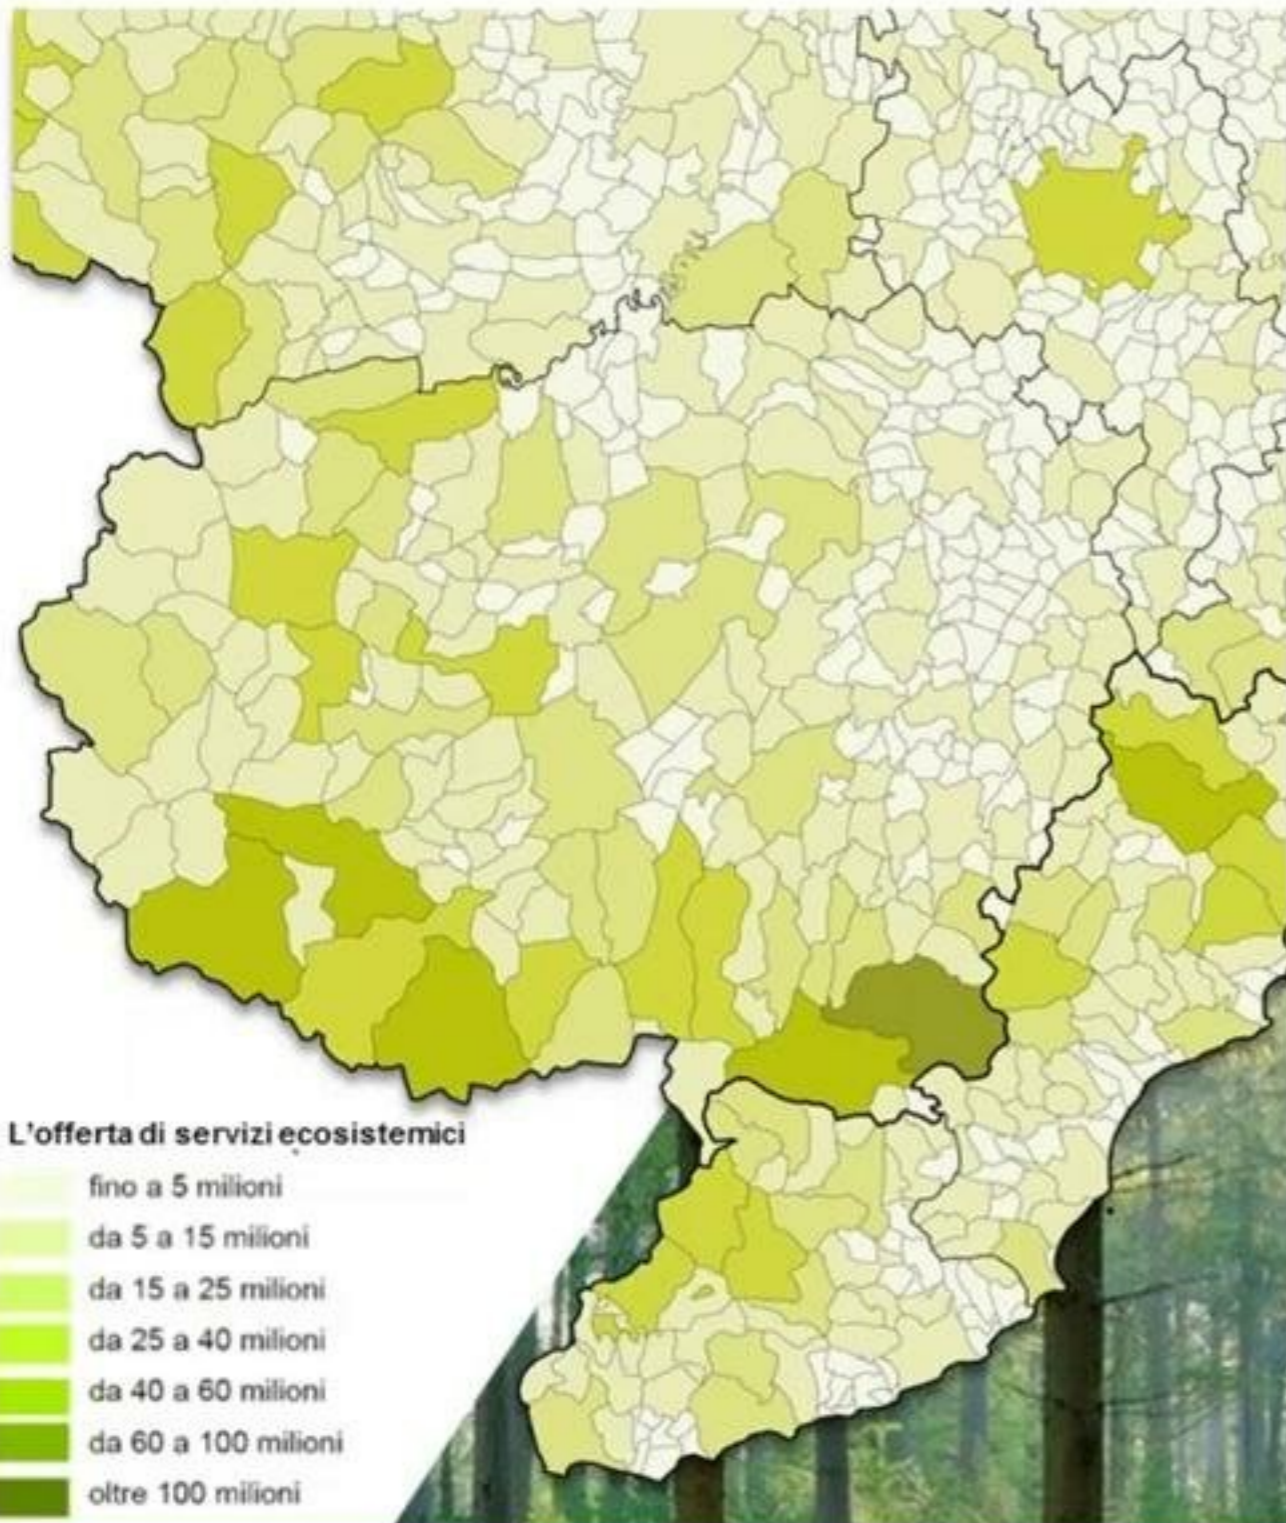 L'offerta di servizi ecosistemici
fino a 5 milioni
da 5 a 15 milioni
da 15 a 25 milioni
da 25 a 40 milioni
da 40 a 60 milioni
da 60 a 100 milioni
oltre 100 milioni